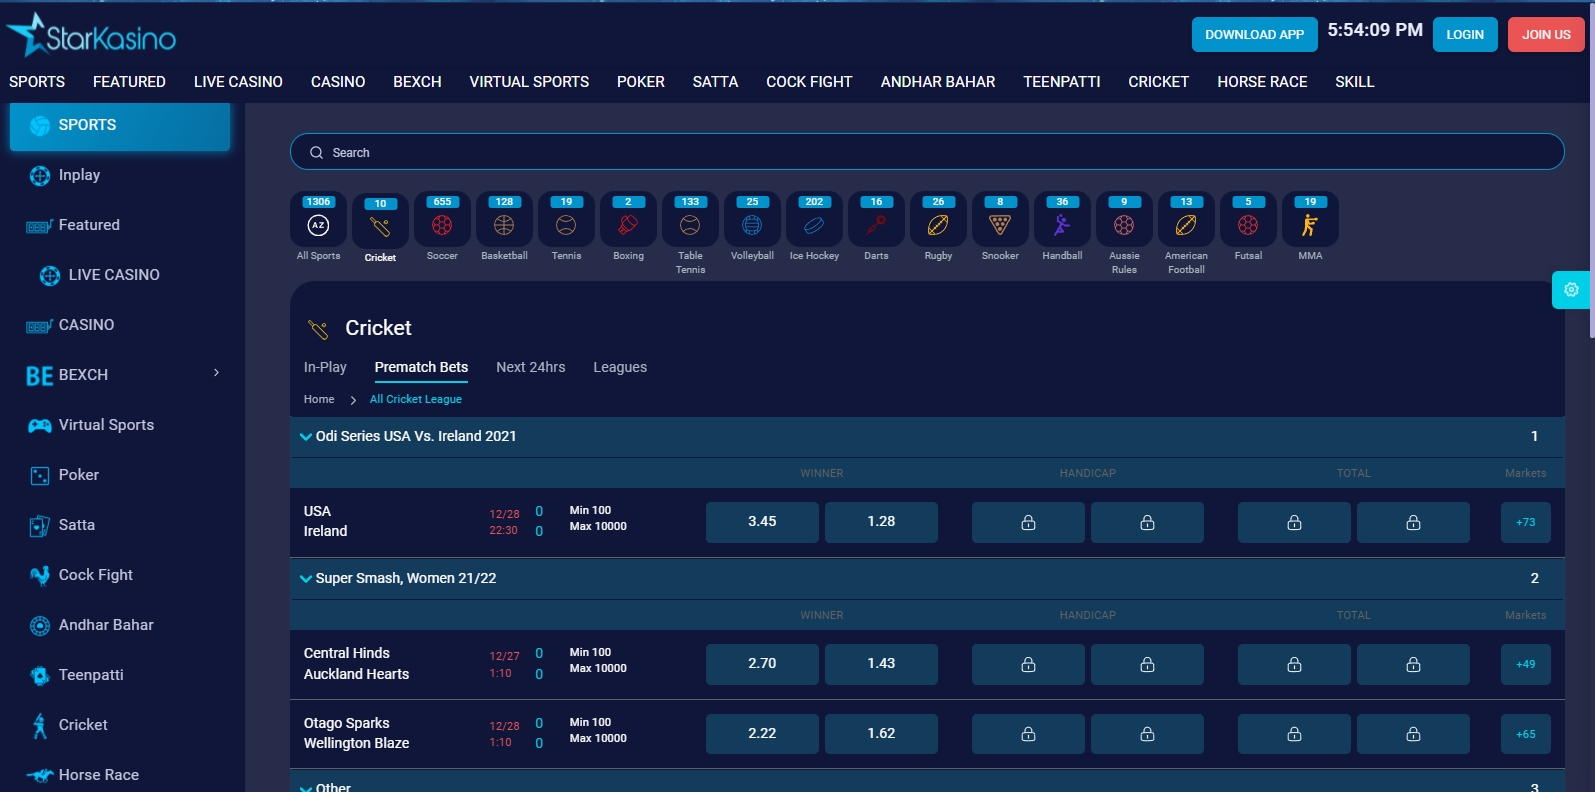 StarKasino
DOWNLOAD APP
5:54:09 PM
LOGIN
JOIN US
SPORTS FEATURED LIVE CASINO CASINO BEXCH VIRTUAL SPORTS POKER SATTA COCK FIGHT ANDHAR BAHAR TEENPATTI CRICKET HORSE RACE SKILL
SPORTS
Inplay
Featured
LIVE CASINO
CASINO
BE BEXCH
Virtual Sports
Poker
Satta
Cock Fight
Andhar Bahar
Teenpatti
Cricket
Horse Race
Search
1306 10 655 128 19 2 133 25 202 16 26 8 36 9 13 5 19
AZ
All Sports Cricket Soccer Basketball Tennis Boxing Table Tennis Volleyball Ice Hockey Darts Rugby Snooker Handball Aussie Rules American Football Futsal MMA
Cricket
In-Play Prematch Bets Next 24hrs Leagues
Home > All Cricket League
Odi Series USA Vs. Ireland 2021 1
WINNER HANDICAP TOTAL Markets
USA 12/28 0 Min 100 3.45 1.28 +73
Ireland 22:30 0 Max 10000
Super Smash, Women 21/22 2
WINNER HANDICAP TOTAL Markets
Central Hinds 12/27 0 Min 100 2.70 1.43 +49
Auckland Hearts 1:10 0 Max 10000
Otago Sparks 12/28 0 Min 100 2.22 1.62 +65
Wellington Blaze 1:10 0 Max 10000
Other 3